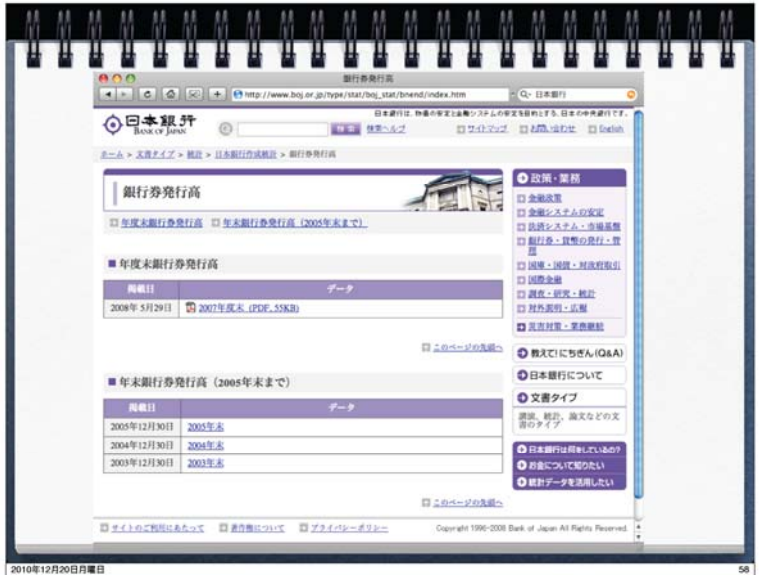 銀行券発行高
http://www.boj.or.jp/type/stat/boj_stat/bnend/index.htm
日本銀行
日本銀行は、物価の安定と金融システムの安定を目的とする、日本の中央銀行です。
日本銀行
BANK OF JAPAN
検索 検索ヘルプ
サイトマップ お問い合わせ English
ホーム > 文書タイプ > 統計 > 日本銀行作成統計 > 銀行券発行高
銀行券発行高
年度末銀行券発行高 年末銀行券発行高（2005年末まで）
年度末銀行券発行高
掲載日 データ
2008年 5月29日 2007年度末 (PDF, 55KB)
このページの先頭へ
年末銀行券発行高（2005年末まで）
掲載日 データ
2005年12月30日 2005年末
2004年12月30日 2004年末
2003年12月30日 2003年末
このページの先頭へ
政策・業務
金融政策
金融システムの安定
決済システム・市場基盤
銀行券・貨幣の発行・管
理
国庫・国債・対政府取引
国際金融
調査・研究・統計
対外説明・広報
災害対策・業務継続
教えて!にちぎん(Q&A)
日本銀行について
文書タイプ
講演、統計、論文などの文
書のタイプ
日本銀行は何をしているの?
お金について知りたい
統計データを活用したい
サイトのご利用にあたって 著作権について プライバシーポリシー
Copyright 1996-2008 Bank of Japan All Rights Reserved.
2010年12月20日月曜日
58